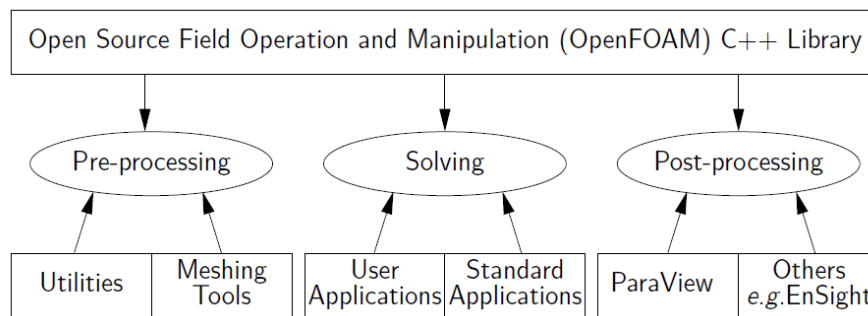 Open Source Field Operation and Manipulation (OpenFOAM) C++ Library
Pre-processing
Solving
Post-processing
Utilities
Meshing
Tools
User
Applications
Standard
Applications
ParaView
Others
e.g.EnSight